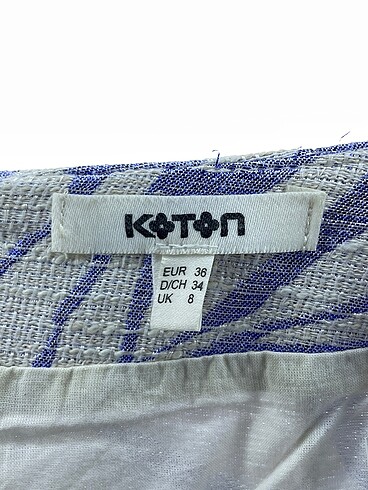 KOTON
EUR 36
D/CH 34
UK 8